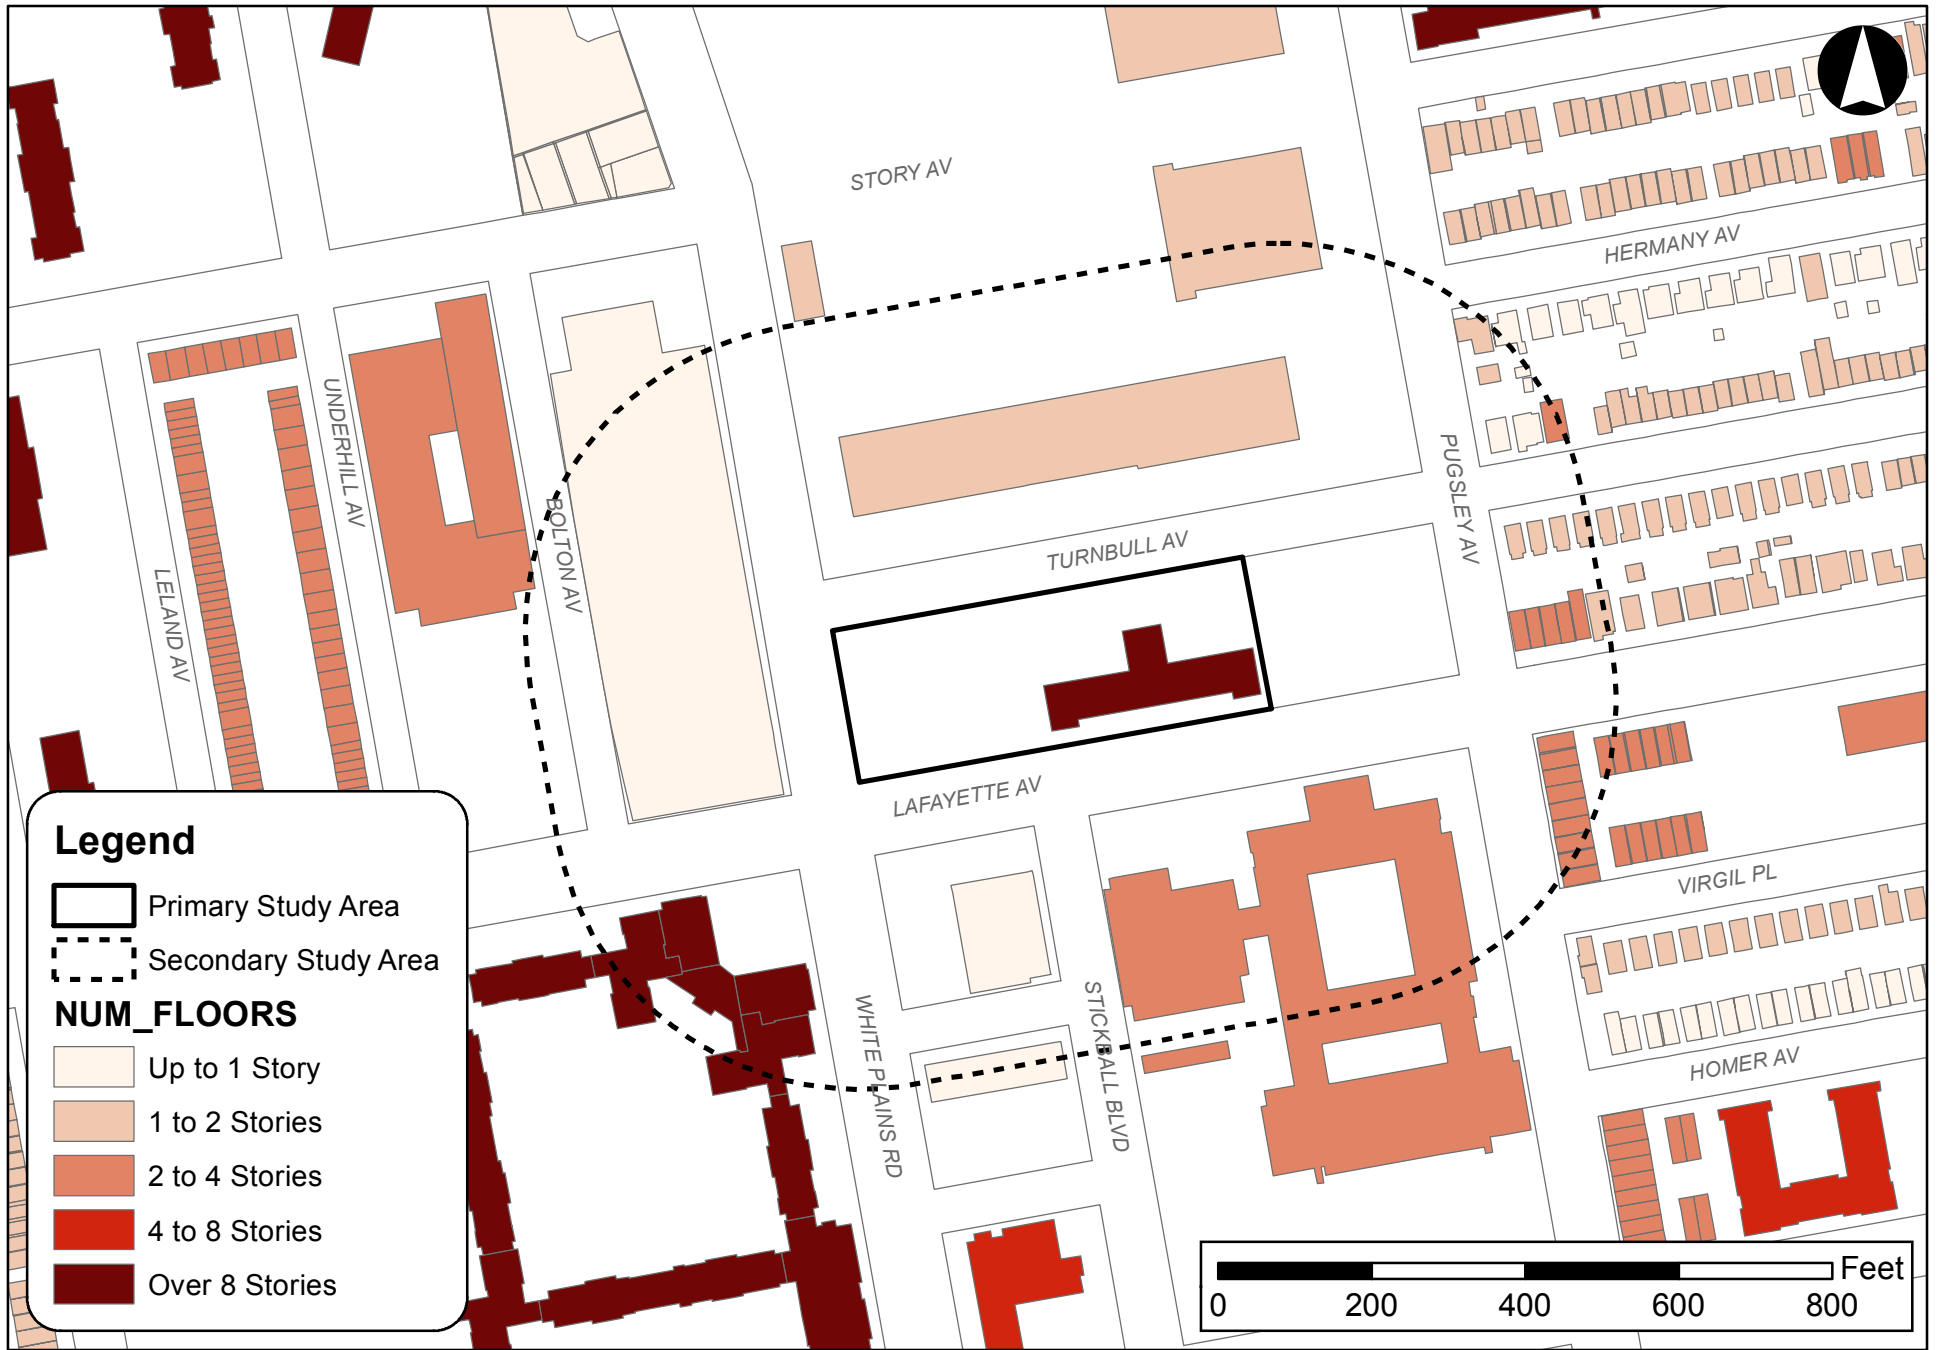 STORY AV
HERMANY AV
UNDERHILL AV
BOLTON AV
PUGSLEY AV
TURNBULL AV
LELAND AV
LAFAYETTE AV
VIRGIL PL
WHITE PLAINS RD
STICKBALL BLVD
HOMER AV
Legend
Primary Study Area
Secondary Study Area
NUM_FLOORS
Up to 1 Story
1 to 2 Stories
2 to 4 Stories
4 to 8 Stories
Over 8 Stories
Feet
0 200 400 600 800